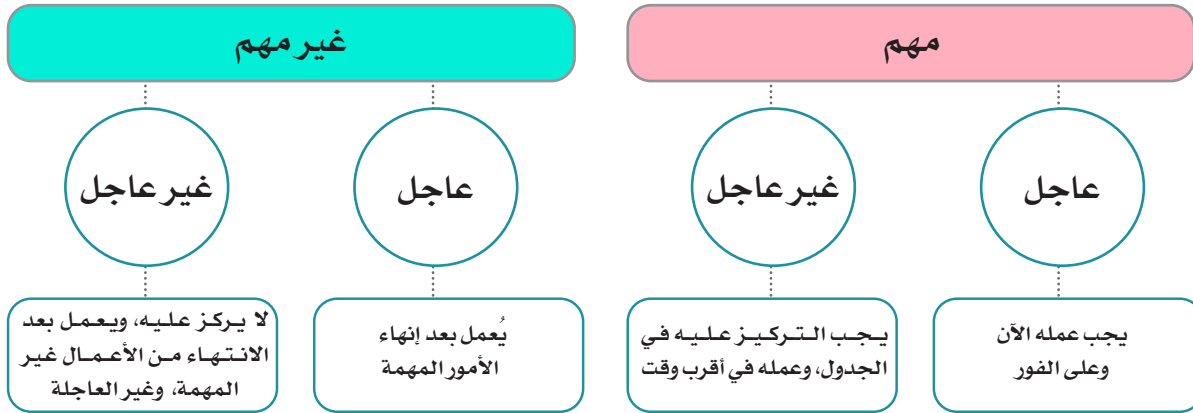 مهم
غير مهم
عاجل
غير عاجل
عاجل
غير عاجل
يجب عمله الآن
وعلى الفور
يجب التركيز عليه في
الجدول، وعمله في أقرب وقت
يُعمل بعد إنهاء
الأمور المهمة
لا يركز عليه، ويعمل بعد
الانتهاء من الأعمال غير
المهمة، وغير العاجلة